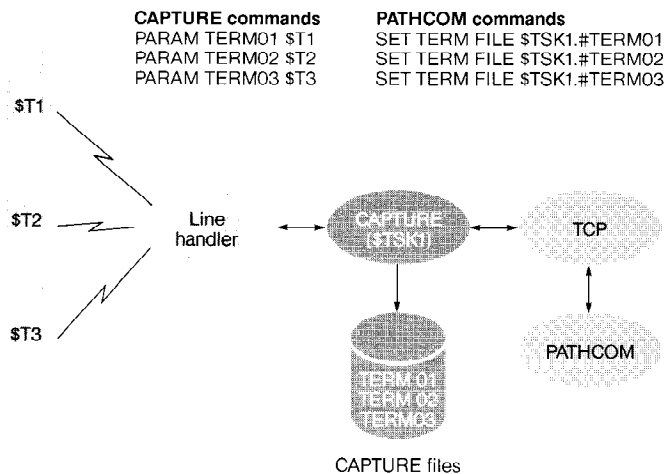 CAPTURE commands
PARAM TERM01 $T1
PARAM TERM02 $T2
PARAM TERM03 $T3
PATHCOM commands
SET TERM FILE $TSK1.#TERM01
SET TERM FILE $TSK1.#TERM02
SET TERM FILE $TSK1.#TERM03
$T1
$T2
$T3
Line
handler
CAPTURE
($TSK1)
TCP
PATHCOM
TERM 01
TERM 02
TERM03
CAPTURE files